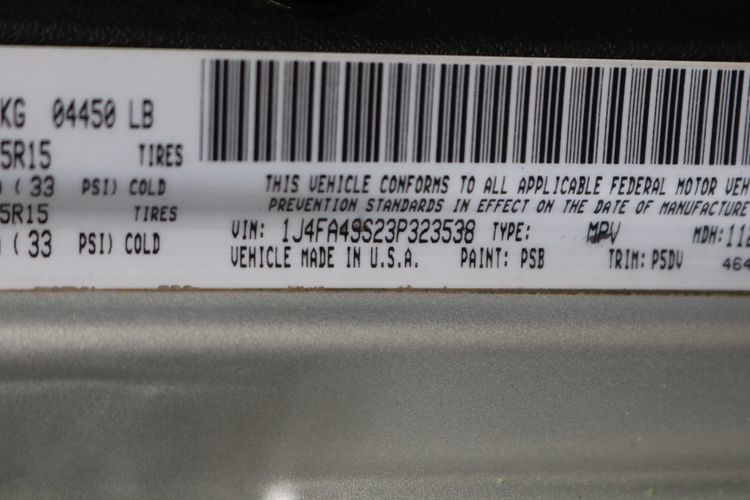 KG 04450 LB
5R15 TIRES
(33 PSI) COLD
5R15 TIRES
(33 PSI) COLD
THIS VEHICLE CONFORMS TO ALL APPLICABLE FEDERAL MOTOR VEH
PREVENTION STANDARDS IN EFFECT ON THE DATE OF MANUFACTURE
VIN: 1J4FA49S23P323538 TYPE: MPV MDH: 11
VEHICLE MADE IN U.S.A. PAINT: PSB TRIM: P5DV 464